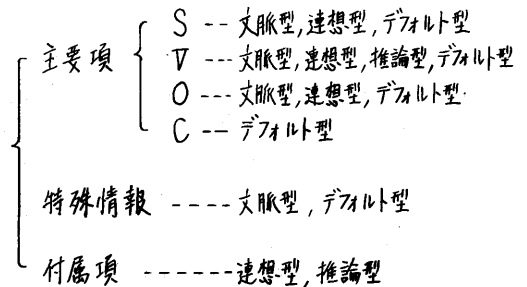 主要項
S --- 文脈型,連想型,デフォルト型
V --- 文脈型,連想型,推論型,デフォルト型
O --- 文脈型,連想型,デフォルト型.
C --- デフォルト型
特殊情報 ---- 文脈型,デフォルト型
付属項 ------連想型,推論型